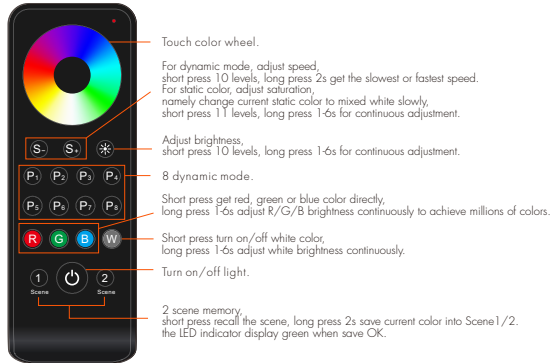 Touch color wheel.
For dynamic mode, adjust speed,
short press 10 levels, long press 2s get the slowest or fastest speed.
For static color, adjust saturation,
namely change current static color to mixed white slowly,
short press 11 levels, long press 1-6s for continuous adjustment.
S- S+
Adjust brightness,
short press 10 levels, long press 1-6s for continuous adjustment.
P1 P2 P3 P4
8 dynamic mode.
P5 P6 P7 P8
Short press get red, green or blue color directly,
long press 1-6s adjust R/G/B brightness continuously to achieve millions of colors.
R G B W
Short press turn on/off white color,
long press 1-6s adjust white brightness continuously.
Turn on/off light.
1 2
Scene Scene
2 scene memory,
short press recall the scene, long press 2s save current color into Scene1/2.
the LED indicator display green when save OK.